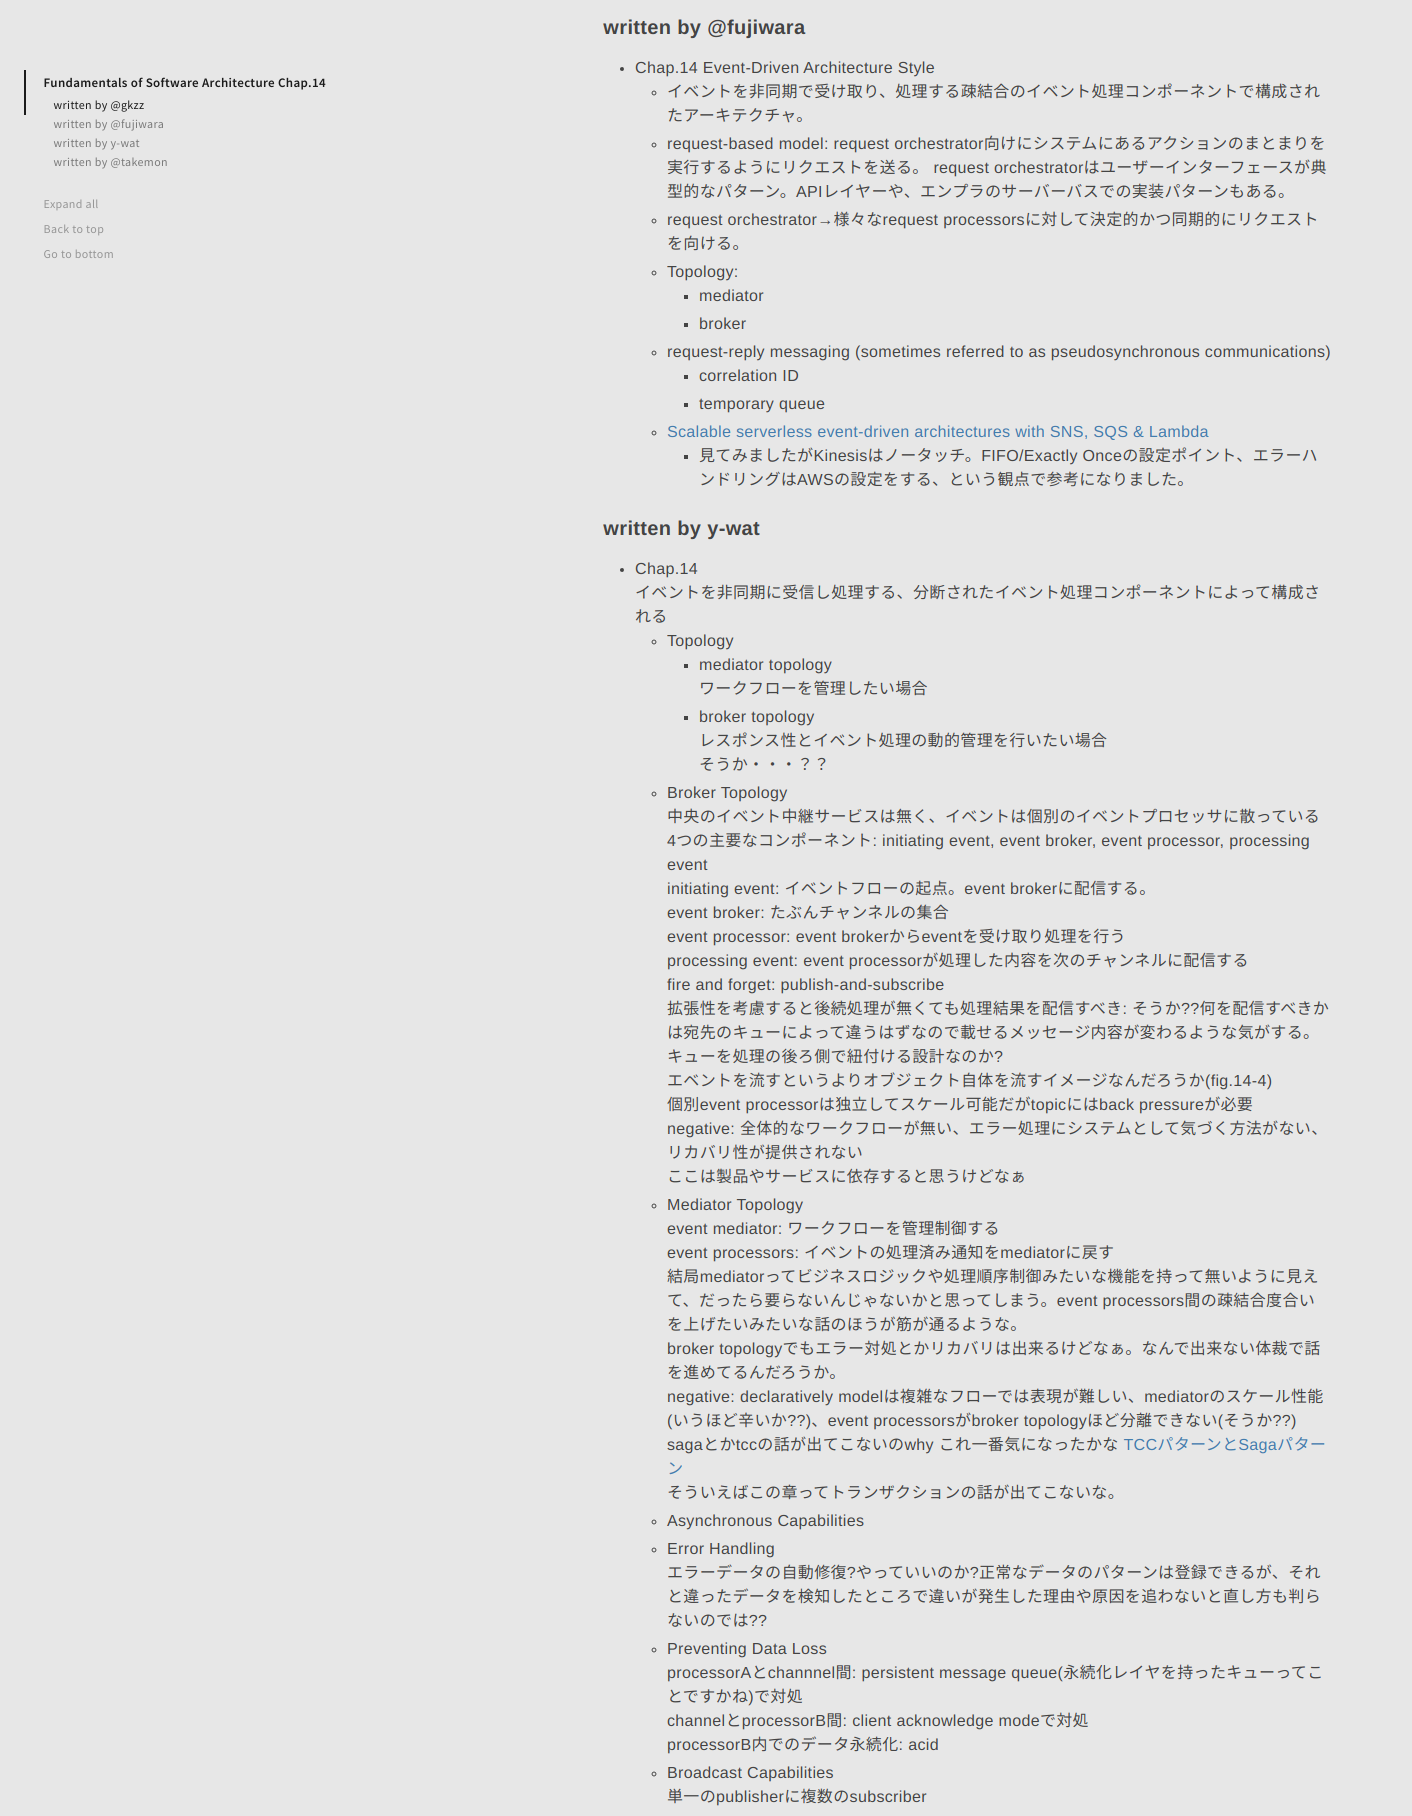 Fundamentals of Software Architecture Chap.14
written by @gkzz
written by @fujiwara
written by y-wat
written by @takemon
Expand all
Back to top
Go to bottom
written by @fujiwara
Chap.14 Event-Driven Architecture Style
イベントを非同期で受け取り、処理する疎結合のイベント処理コンポーネントで構成され
たアーキテクチャ。
request-based model: request orchestrator向けにシステムにあるアクションのまとまりを
実行するようにリクエストを送る。 request orchestratorはユーザーインターフェースが典
型的なパターン。APIレイヤーや、エンプラのサーバーバスでの実装パターンもある。
request orchestrator→様々なrequest processorsに対して決定的かつ同期的にリクエスト
を向ける。
Topology:
mediator
broker
request-reply messaging (sometimes referred to as pseudosynchronous communications)
correlation ID
temporary queue
Scalable serverless event-driven architectures with SNS, SQS & Lambda
見てみましたがKinesisはノータッチ。FIFO/Exactly Onceの設定ポイント、エラーハ
ンドリングはAWSの設定をする、という観点で参考になりました。
written by y-wat
Chap.14
イベントを非同期に受信し処理する、分断されたイベント処理コンポーネントによって構成さ
れる
Topology
mediator topology
ワークフローを管理したい場合
broker topology
レスポンス性とイベント処理の動的管理を行いたい場合
そうか・・・？？
Broker Topology
中央のイベント中継サービスは無く、イベントは個別のイベントプロセッサに散っている
4つの主要なコンポーネント: initiating event, event broker, event processor, processing
event
initiating event: イベントフローの起点。event brokerに配信する。
event broker: たぶんチャンネルの集合
event processor: event brokerからeventを受け取り処理を行う
processing event: event processorが処理した内容を次のチャンネルに配信する
fire and forget: publish-and-subscribe
拡張性を考慮すると後続処理が無くても処理結果を配信すべき: そうか??何を配信すべきか
は宛先のキューによって違うはずなので載せるメッセージ内容が変わるような気がする。
キューを処理の後ろ側で紐付ける設計なのか?
エベントを流すというよりオブジェクト自体を流すイメージなんだろうか(fig.14-4)
個別event processorは独立してスケール可能だがtopicにはback pressureが必要
negative: 全体的なワークフローが無い、エラー処理にシステムとして気づく方法がない、
リカバリ性が提供されない
ここは製品やサービスに依存すると思うけどなぁ
Mediator Topology
event mediator: ワークフローを管理制御する
event processors: イベントの処理済み通知をmediatorに戻す
結局mediatorってビジネスロジックや処理順序制御みたいな機能を持って無いように見え
て、だったら要らないんじゃないかと思ってしまう。event processors間の疎結合度合い
を上げたいみたいな話のほうが筋が通るような。
broker topologyでもエラー対処とかリカバリは出来るけどなぁ。なんで出来ない体裁で話
を進めてるんだろうか。
negative: declaratively modelは複雑なフローでは表現が難しい、mediatorのスケール性能
(いうほど辛いか??)、event processorsがbroker topologyほど分離できない(そうか??)
sagaとかtccの話が出てこないのwhy これ一番気になったかな TCCパターンとSagaパター
ン
そういえばこの章ってトランザクションの話が出てこないな。
Asynchronous Capabilities
Error Handling
エラーデータの自動修復?やっていいのか?正常なデータのパターンは登録できるが、それ
と違ったデータを検知したところで違いが発生した理由や原因を追わないと直し方も判ら
ないのでは??
Preventing Data Loss
processorAとchannnel間: persistent message queue(永続化レイヤを持ったキューってこ
とですかね)で対処
channelとprocessorB間: client acknowledge modeで対処
processorB内でのデータ永続化: acid
Broadcast Capabilities
単一のpublisherに複数のsubscriber